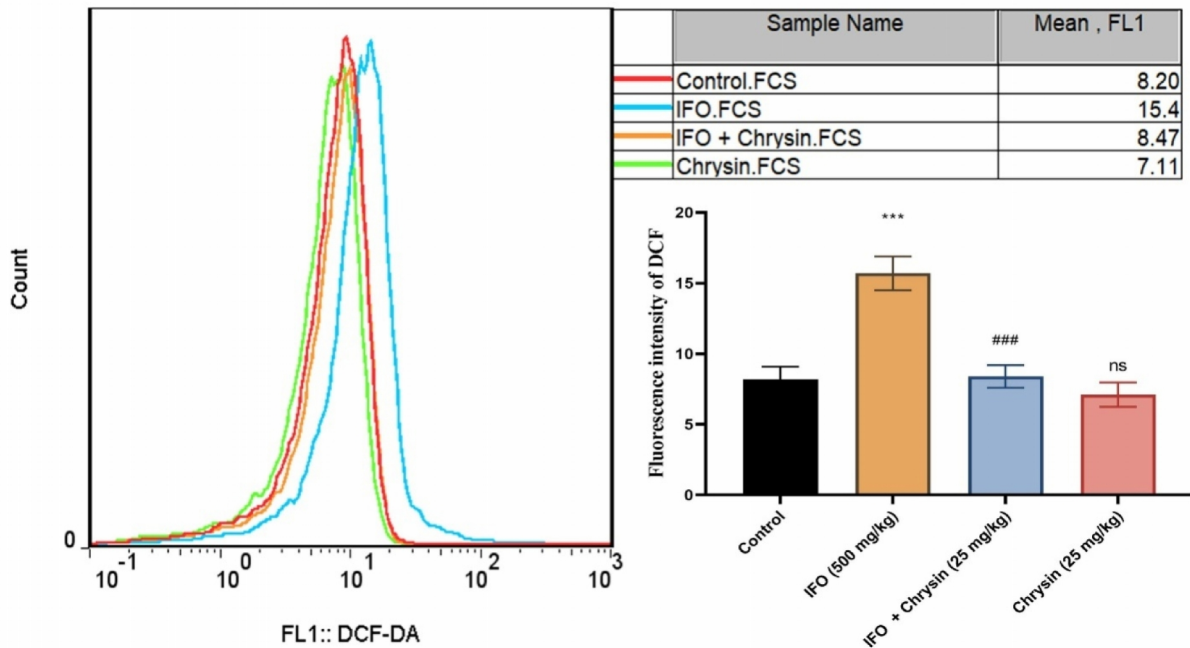 Count
0
10^-1 10^0 10^1 10^2 10^3
FL1:: DCF-DA
Sample Name Mean , FL1
Control.FCS 8.20
IFO.FCS 15.4
IFO + Chrysin.FCS 8.47
Chrysin.FCS 7.11
Fluorescence intensity of DCF
20
15
10
5
0
***
###
ns
Control
IFO (500 mg/kg)
IFO + Chrysin (25 mg/kg)
Chrysin (25 mg/kg)